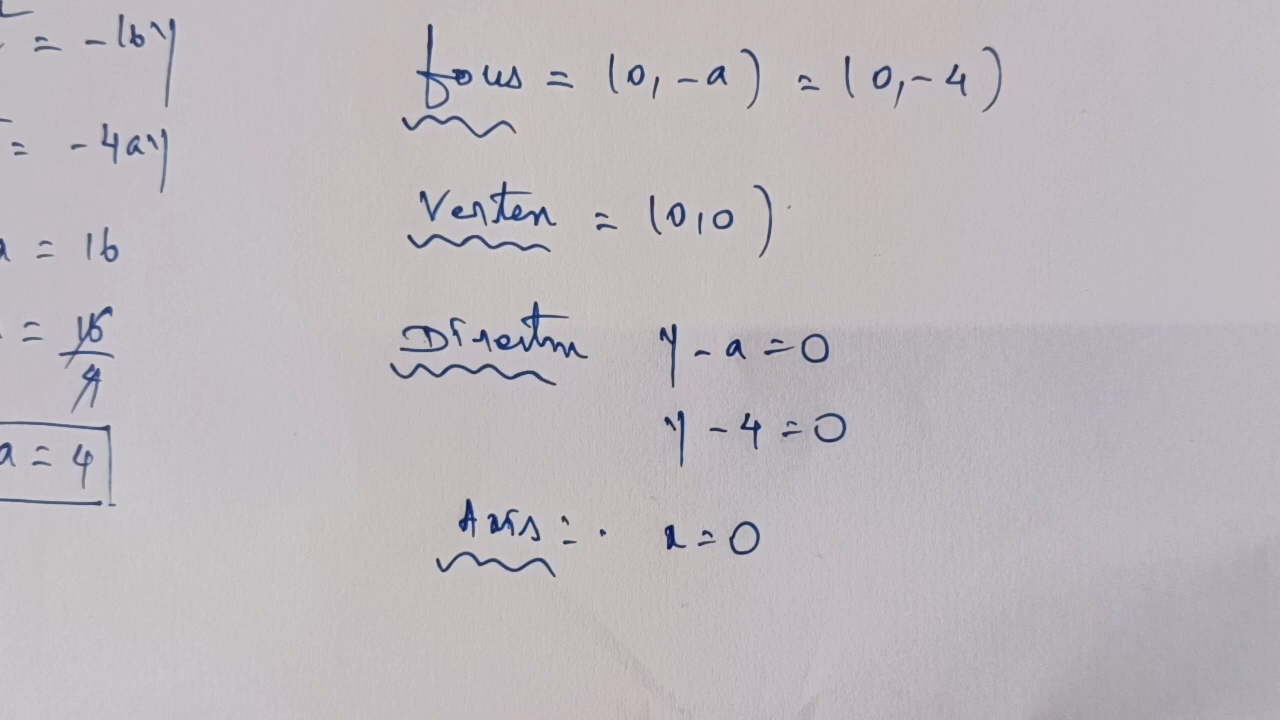 = -16y
= -4ay
a = 16
= 16/4
a = 4
focus = (0, -a) = (0, -4)
Vertex = (0,0)
Directrix y - a = 0
y - 4 = 0
Axis = x = 0